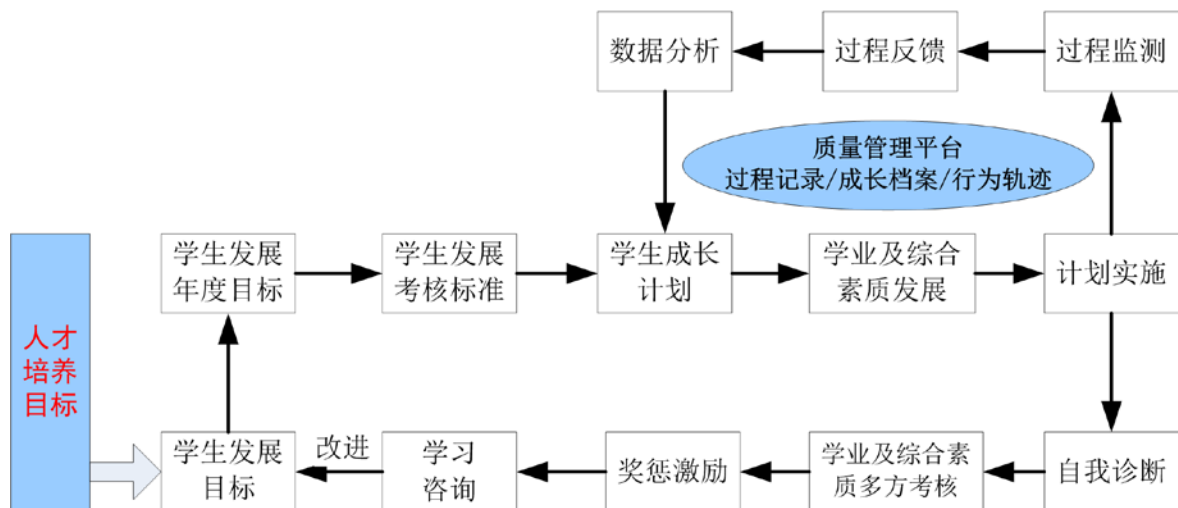 数据分析
过程反馈
过程监测
质量管理平台
过程记录/成长档案/行为轨迹
人才
培养
目标
学生发展
年度目标
学生发展
考核标准
学生成长
计划
学业及综合
素质发展
计划实施
学生发展
目标
改进
学习
咨询
奖惩激励
学业及综合素
质多方考核
自我诊断